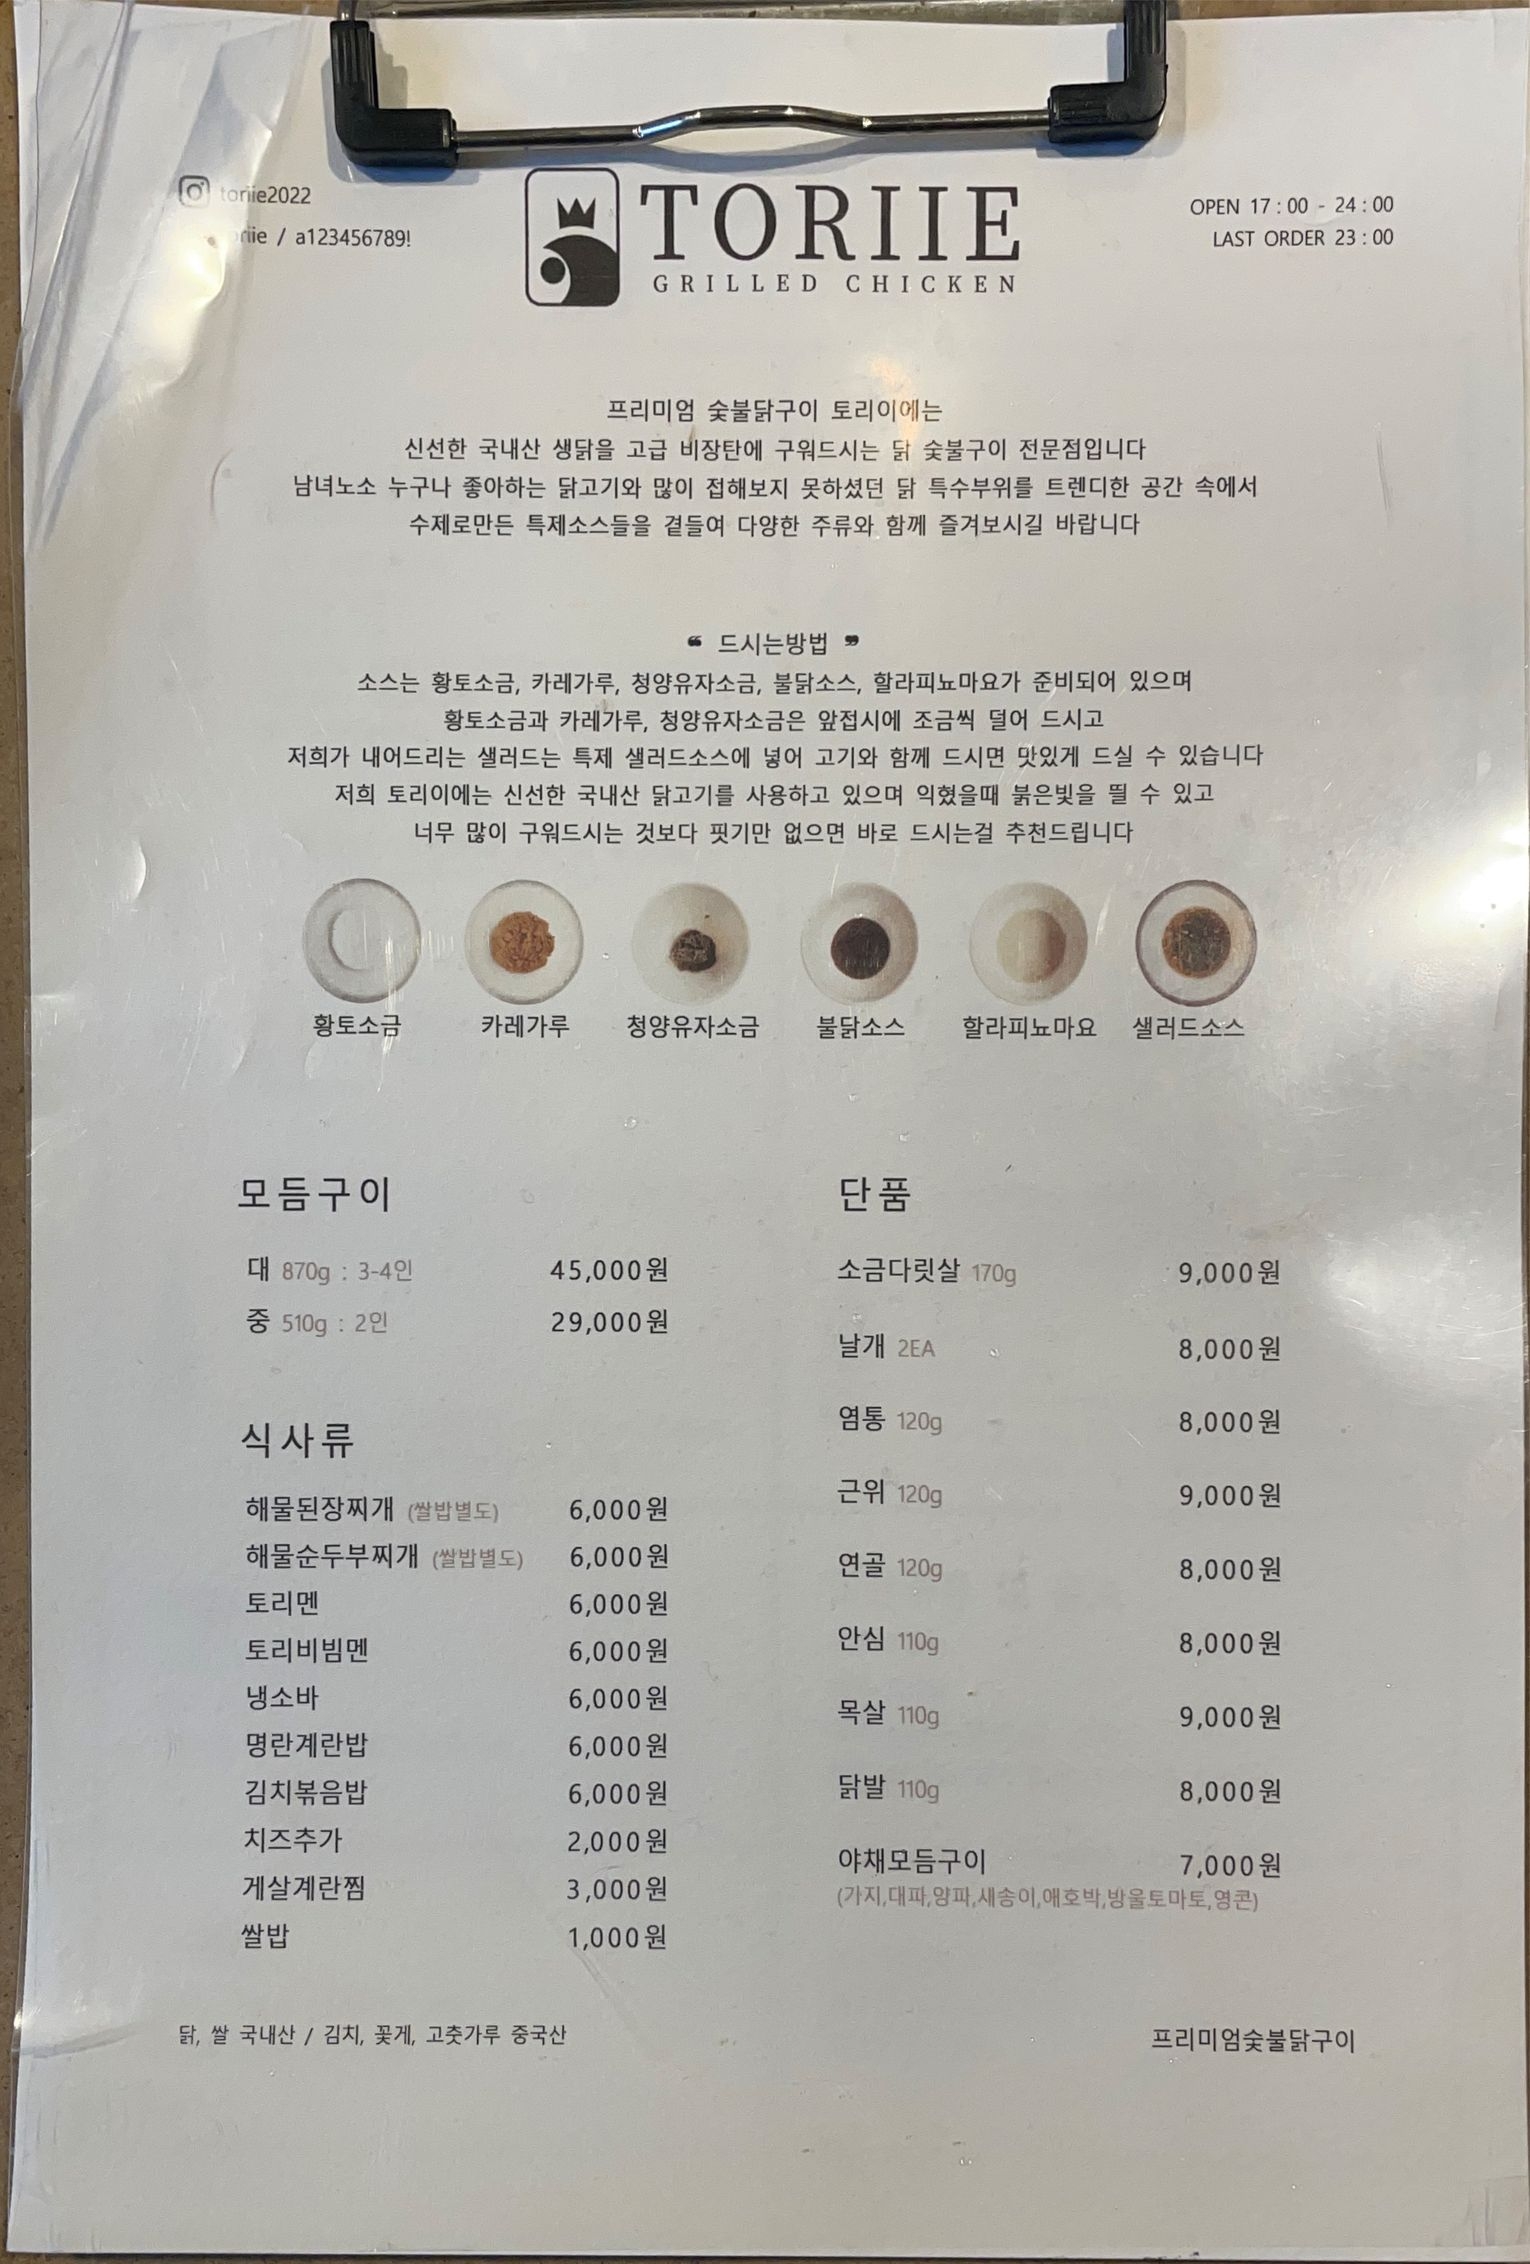 toriie2022
/ a123456789!
TORIIE
GRILLED CHICKEN
OPEN 17 : 00 - 24 : 00
LAST ORDER 23 : 00
프리미엄 숯불닭구이 토리이에는
신선한 국내산 생닭을 고급 비장탄에 구워드시는 닭 숯불구이 전문점입니다
남녀노소 누구나 좋아하는 닭고기와 많이 접해보지 못하셨던 닭 특수부위를 트렌디한 공간 속에서
수제로만든 특제소스들을 곁들여 다양한 주류와 함께 즐겨보시길 바랍니다
❝ 드시는방법 ❞
소스는 황토소금, 카레가루, 청양유자소금, 불닭소스, 할라피뇨마요가 준비되어 있으며
황토소금과 카레가루, 청양유자소금은 앞접시에 조금씩 덜어 드시고
저희가 내어드리는 샐러드는 특제 샐러드소스에 넣어 고기와 함께 드시면 맛있게 드실 수 있습니다
저희 토리이에는 신선한 국내산 닭고기를 사용하고 있으며 익혔을때 붉은빛을 띌 수 있고
너무 많이 구워드시는 것보다 핏기만 없으면 바로 드시는걸 추천드립니다
황토소금 카레가루 청양유자소금 불닭소스 할라피뇨마요 샐러드소스
모듬구이
대 870g : 3-4인 45,000원
중 510g : 2인 29,000원
식사류
해물된장찌개 (쌀밥별도) 6,000원
해물순두부찌개 (쌀밥별도) 6,000원
토리멘 6,000원
토리비빔멘 6,000원
냉소바 6,000원
명란계란밥 6,000원
김치볶음밥 6,000원
치즈추가 2,000원
게살계란찜 3,000원
쌀밥 1,000원
단품
소금다릿살 170g 9,000원
날개 2EA 8,000원
염통 120g 8,000원
근위 120g 9,000원
연골 120g 8,000원
안심 110g 8,000원
목살 110g 9,000원
닭발 110g 8,000원
야채모듬구이 7,000원
(가지,대파,양파,새송이,애호박,방울토마토,영콘)
닭, 쌀 국내산 / 김치, 꽃게, 고춧가루 중국산
프리미엄숯불닭구이